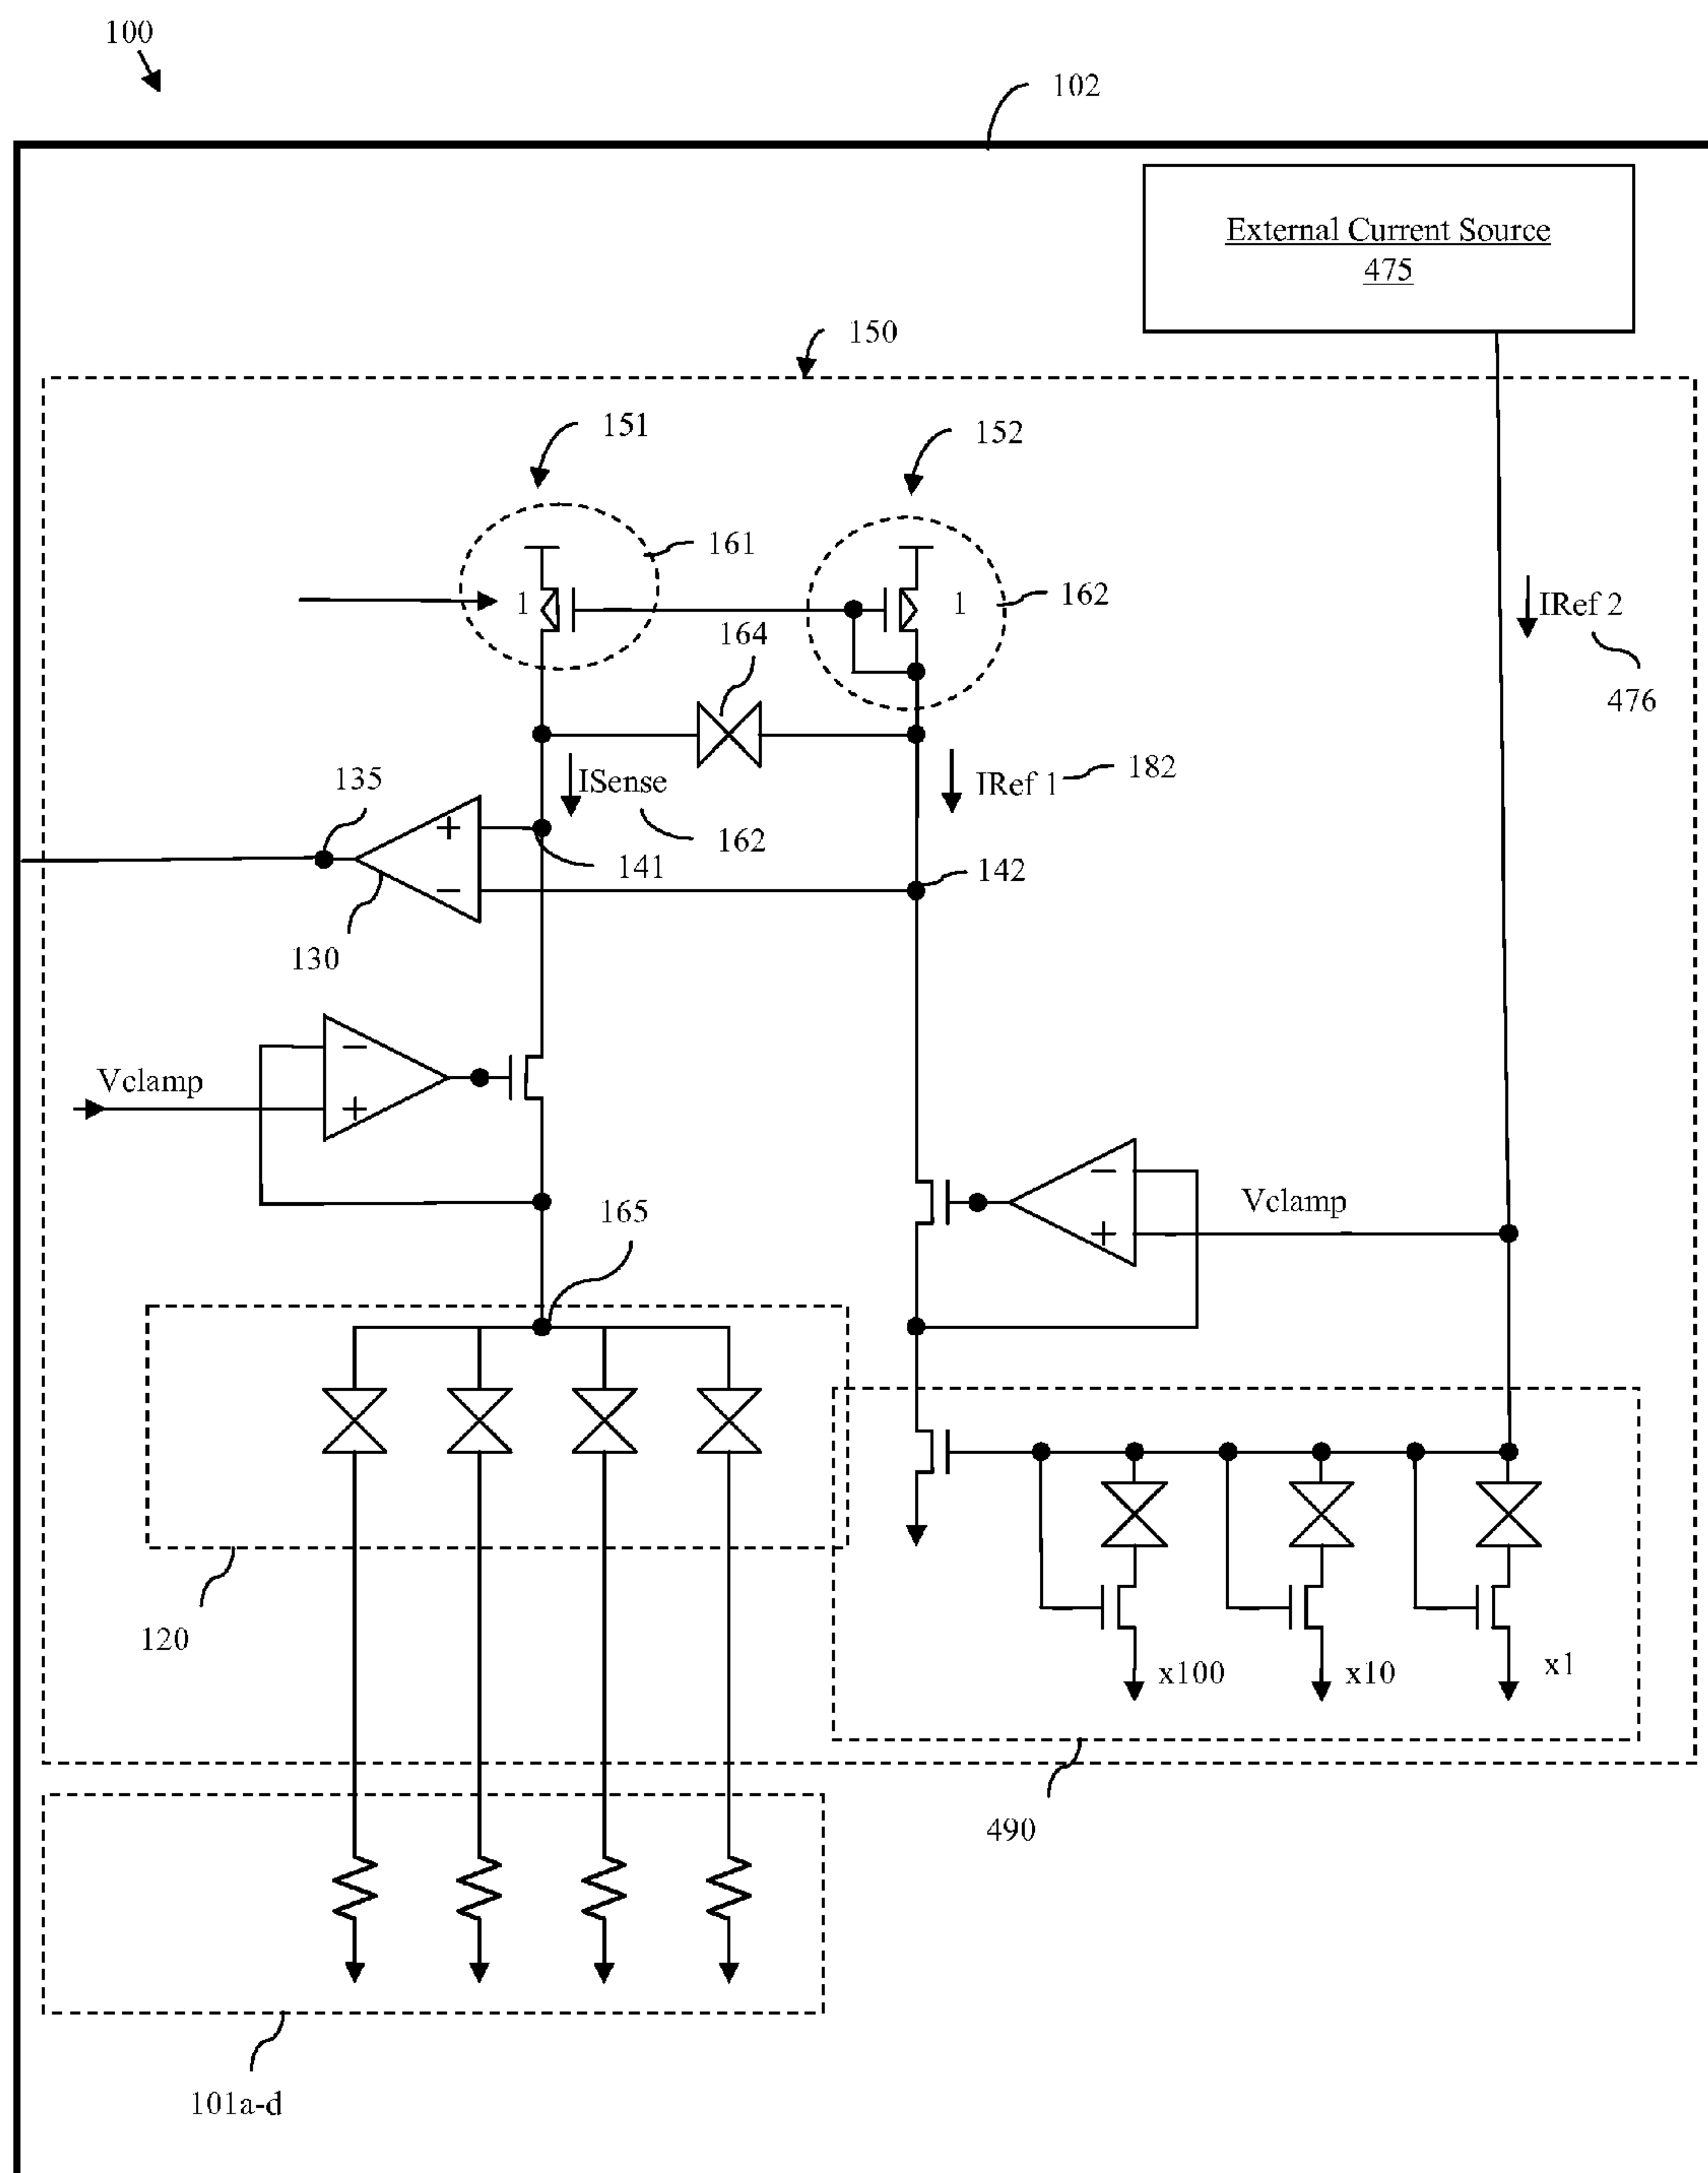 100
102
External Current Source
475
150
151
152
161
1
1
162
164
IRef 2
476
135
ISense
162
IRef 1
182
141
142
+
−
130
−
Vclamp
+
165
−
Vclamp
+
120
x100
x10
x1
490
101a-d